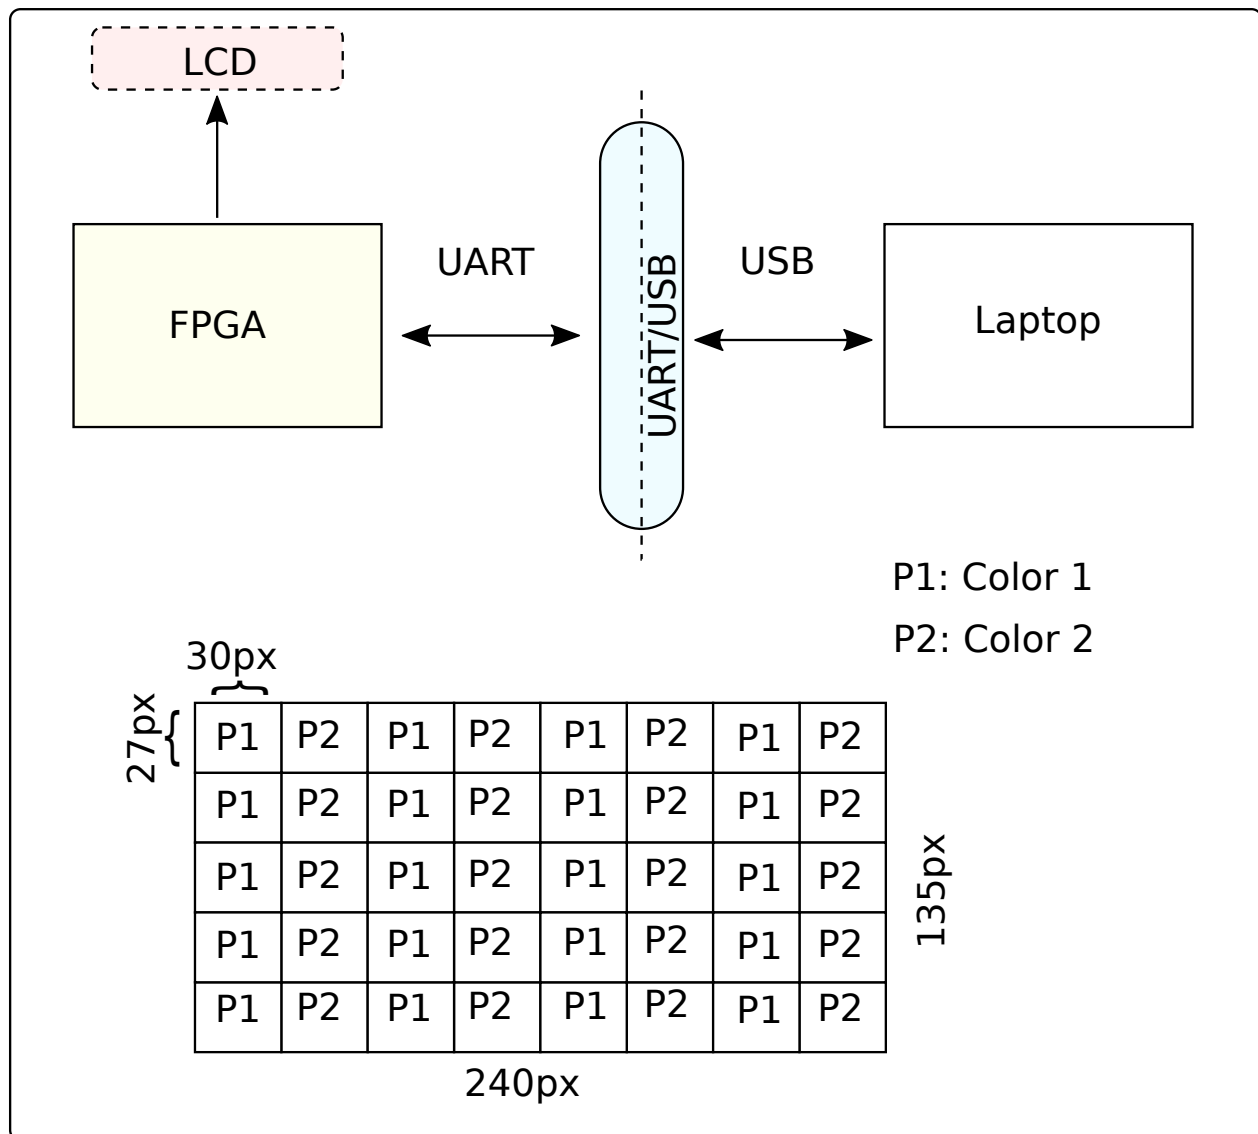 LCD
FPGA
UART
UART/USB
USB
Laptop
P1: Color 1
P2: Color 2
30px
27px
P1 P2 P1 P2 P1 P2 P1 P2
P1 P2 P1 P2 P1 P2 P1 P2
P1 P2 P1 P2 P1 P2 P1 P2
P1 P2 P1 P2 P1 P2 P1 P2
P1 P2 P1 P2 P1 P2 P1 P2
135px
240px